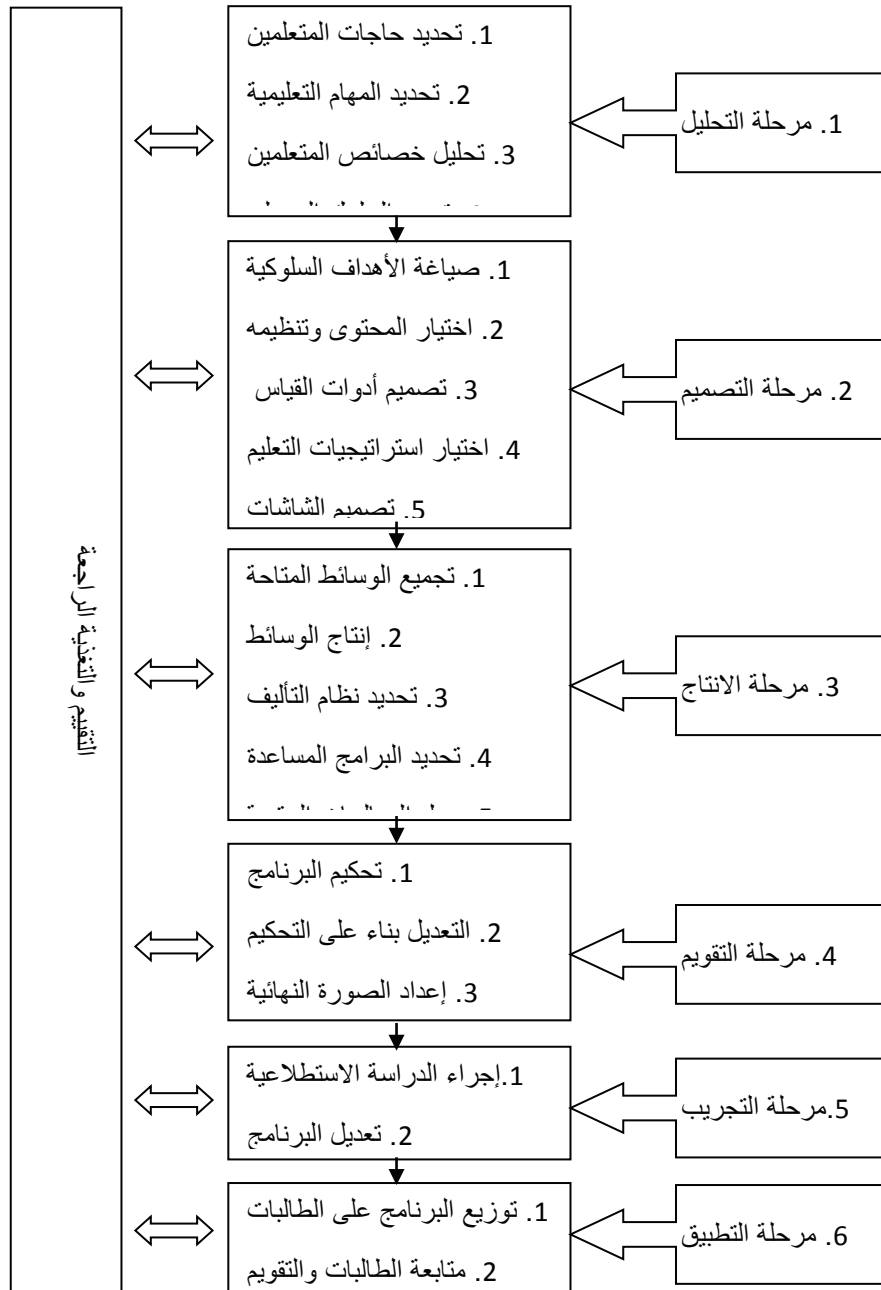 1. مرحلة التحليل
1. تحديد حاجات المتعلمين
2. تحديد المهام التعليمية
3. تحليل خصائص المتعلمين
2. مرحلة التصميم
1. صياغة الأهداف السلوكية
2. اختيار المحتوى وتنظيمه
3. تصميم أدوات القياس
4. اختيار استراتيجيات التعليم
5. تصميم الشاشات
3. مرحلة الانتاج
1. تجميع الوسائط المتاحة
2. إنتاج الوسائط
3. تحديد نظام التأليف
4. تحديد البرامج المساعدة
4. مرحلة التقويم
1. تحكيم البرنامج
2. التعديل بناء على التحكيم
3. إعداد الصورة النهائية
5.مرحلة التجريب
1.إجراء الدراسة الاستطلاعية
2. تعديل البرنامج
6. مرحلة التطبيق
1. توزيع البرنامج على الطالبات
2. متابعة الطالبات والتقويم
التقييم والتغذية الراجعة